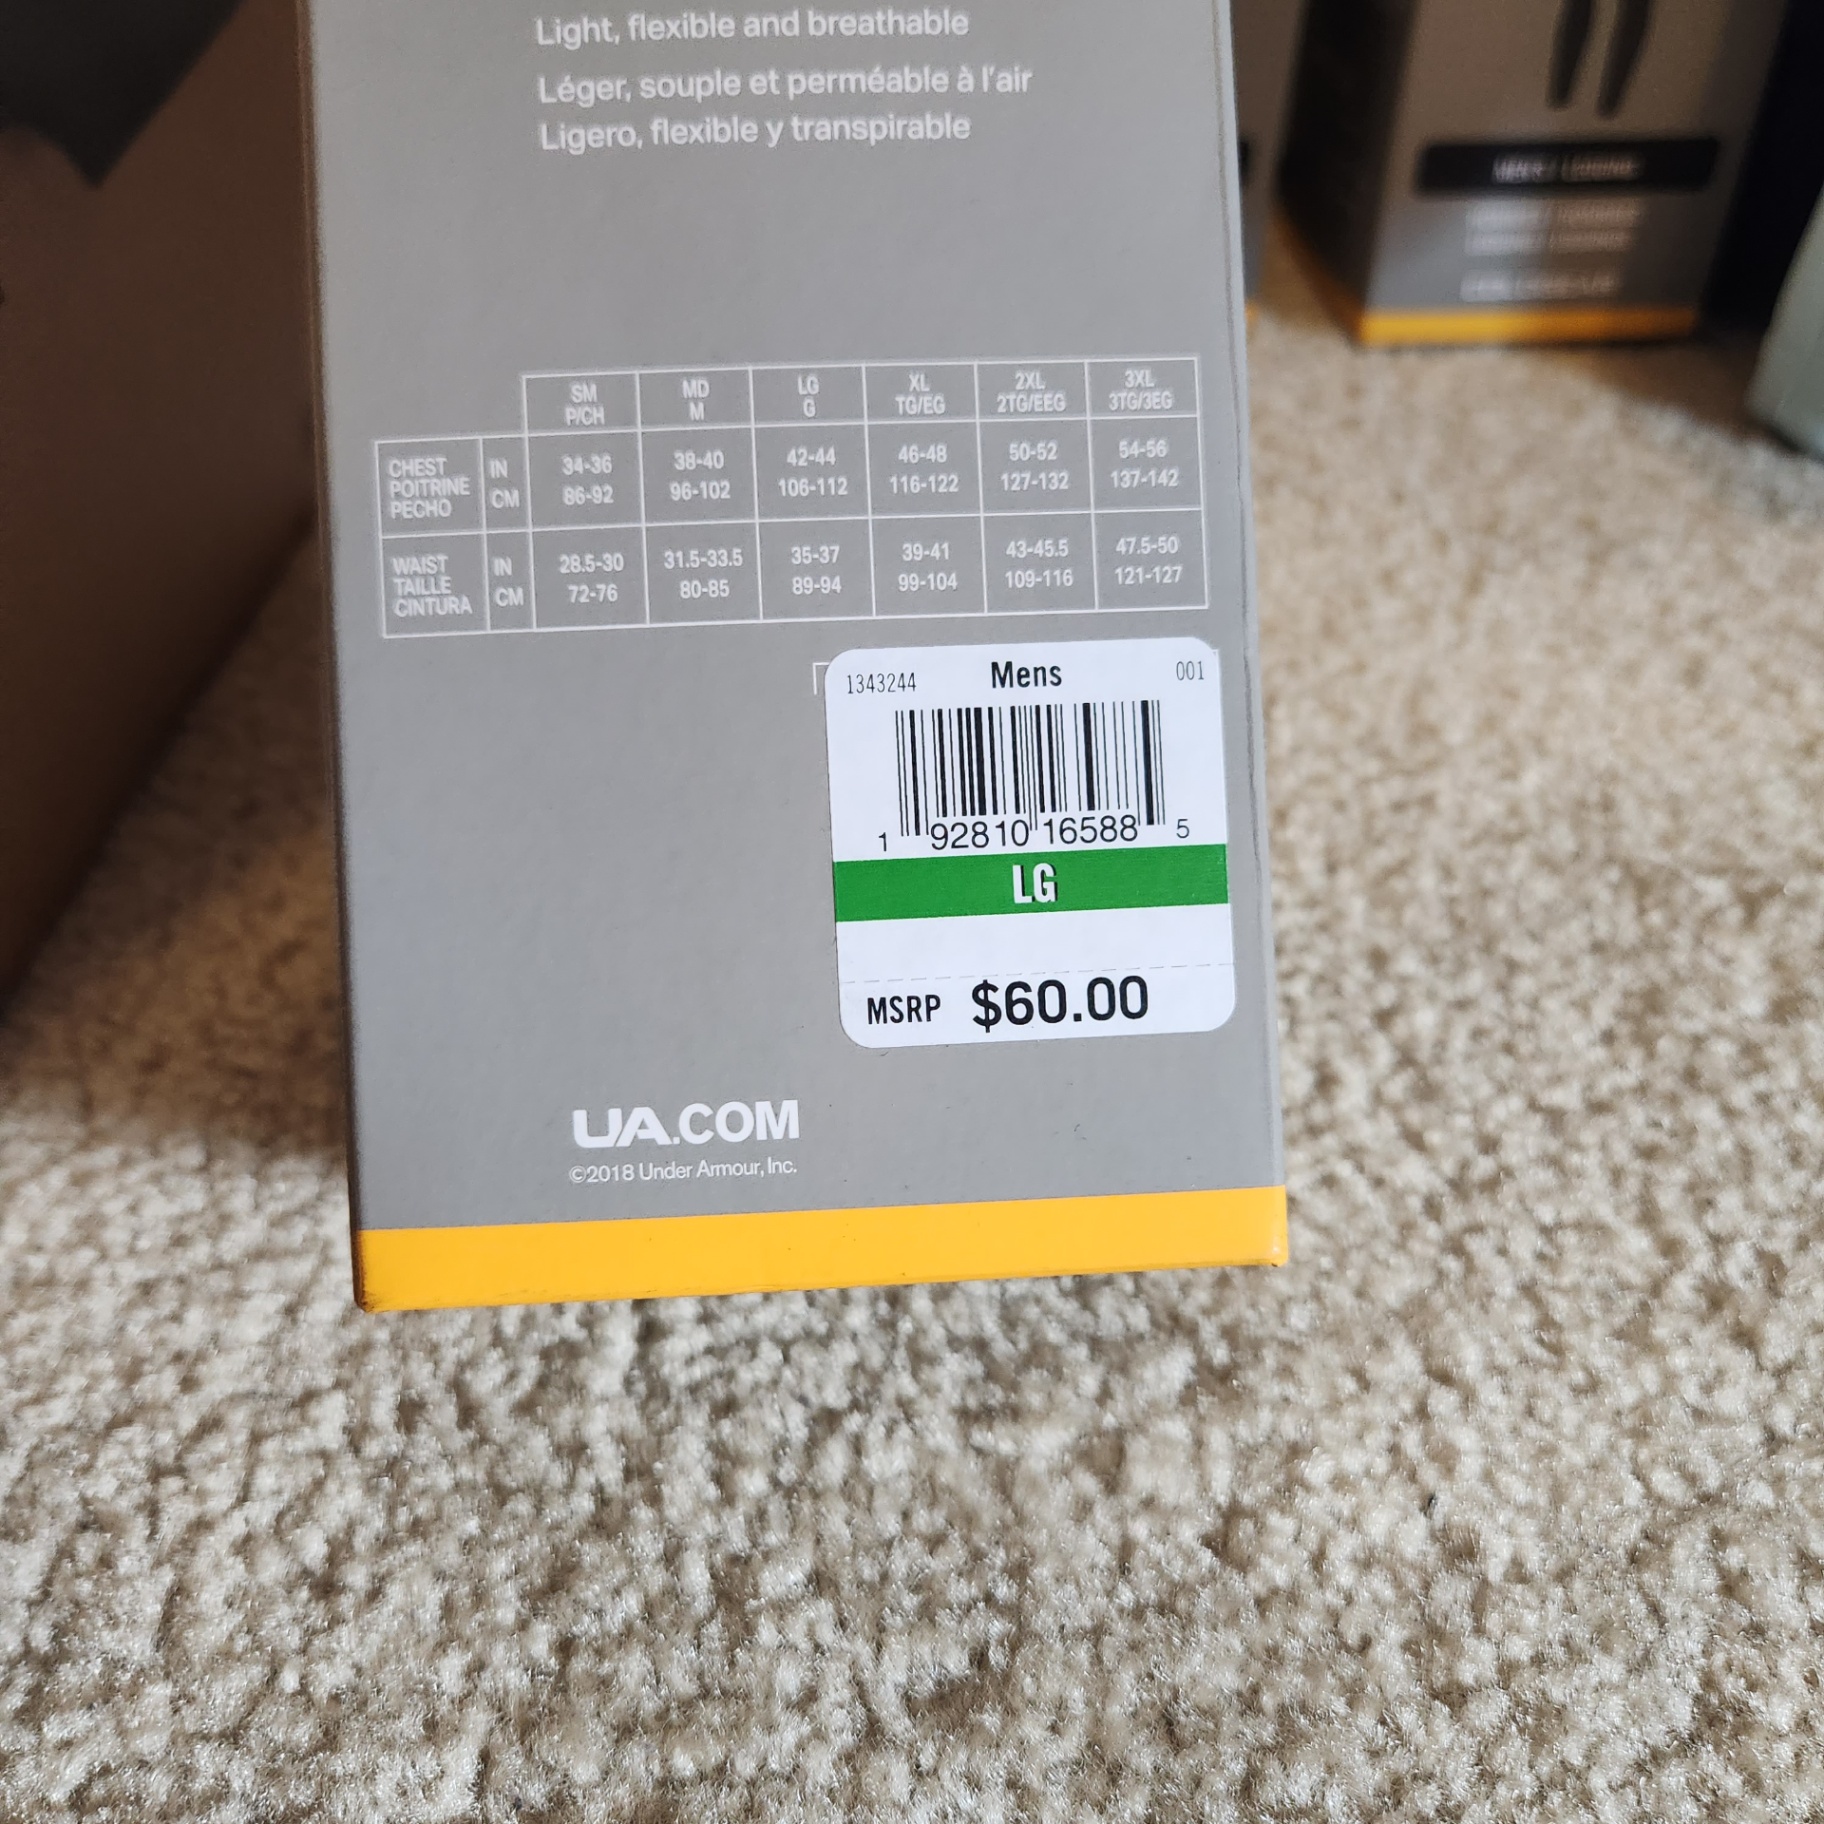 Light, flexible and breathable
Léger, souple et perméable à l'air
Ligero, flexible y transpirable
SM MD LG XL 2XL 3XL
P/CH M G TG/EG 2TG/EEG 3TG/3EG
CHEST IN 34-36 38-40 42-44 46-48 50-52 54-56
POITRINE
PECHO CM 86-92 96-102 106-112 116-122 127-132 137-142
WAIST IN 28.5-30 31.5-33.5 35-37 39-41 43-45.5 47.5-50
TAILLE
CINTURA CM 72-76 80-85 89-94 99-104 109-116 121-127
1343244 Mens 001
1 92810 16588 5
LG
MSRP $60.00
UA.COM
©2018 Under Armour, Inc.